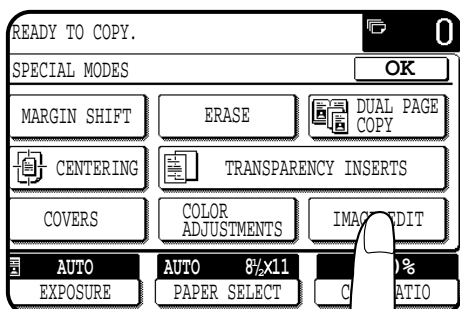 READY TO COPY. 0
SPECIAL MODES OK
MARGIN SHIFT ERASE DUAL PAGE
COPY
CENTERING TRANSPARENCY INSERTS
COVERS COLOR
ADJUSTMENTS EDIT
AUTO AUTO 8½x11 %
EXPOSURE PAPER SELECT